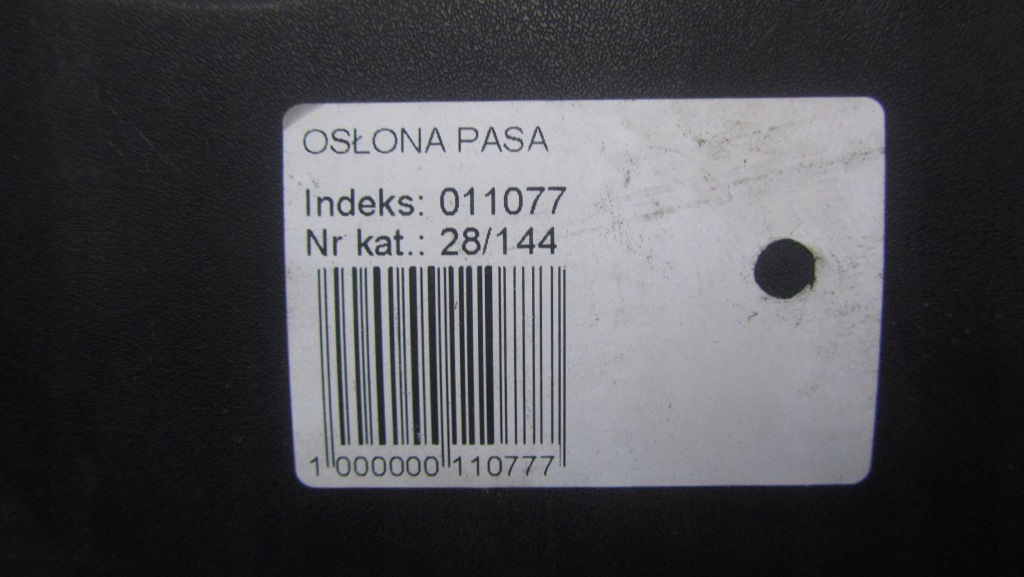 OSŁONA PASA
Indeks: 011077
Nr kat.: 28/144
1 000000 110777